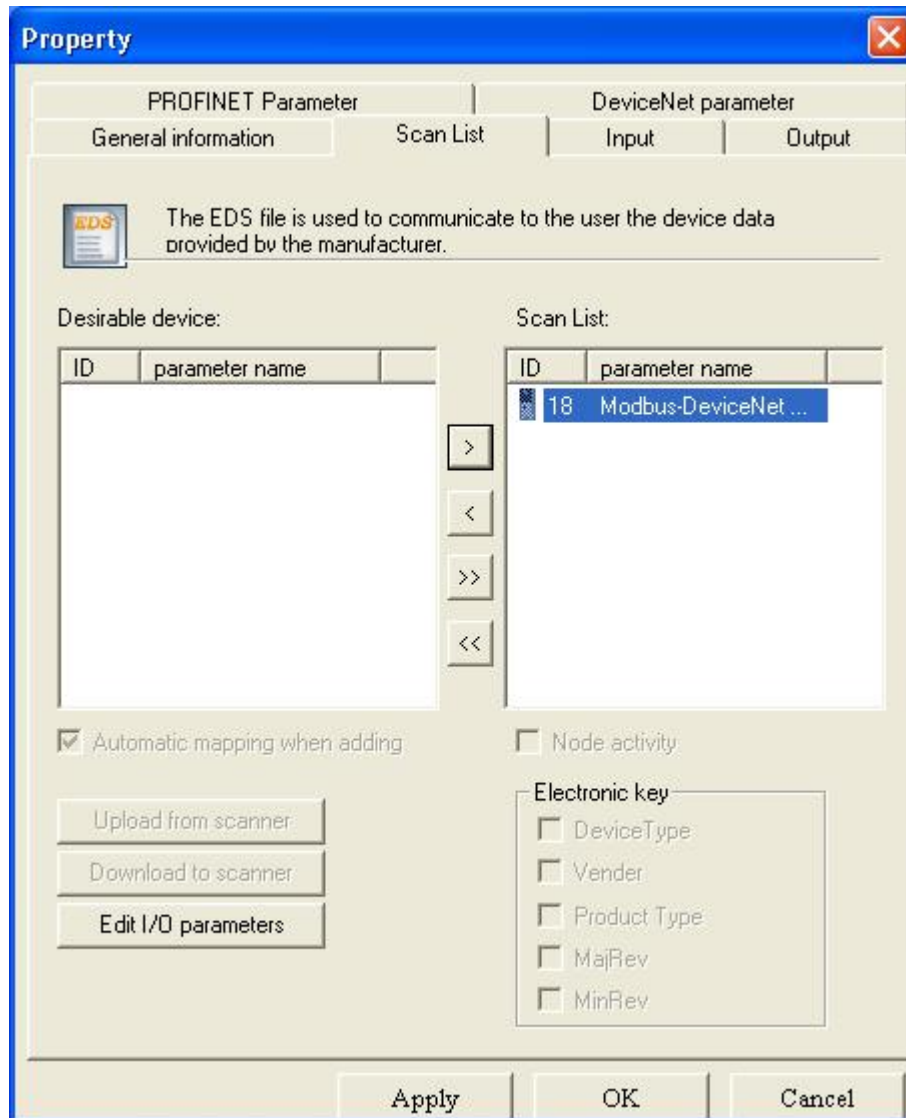 Property
PROFINET Parameter DeviceNet parameter
General information Scan List Input Output
EDS
The EDS file is used to communicate to the user the device data
provided by the manufacturer.
Desirable device: Scan List:
ID parameter name ID parameter name
18 Modbus-DeviceNet ...
>
<
>>
<<
Automatic mapping when adding Node activity
Electronic key
Upload from scanner DeviceType
Download to scanner Vender
Edit I/O parameters Product Type
MajRev
MinRev
Apply OK Cancel